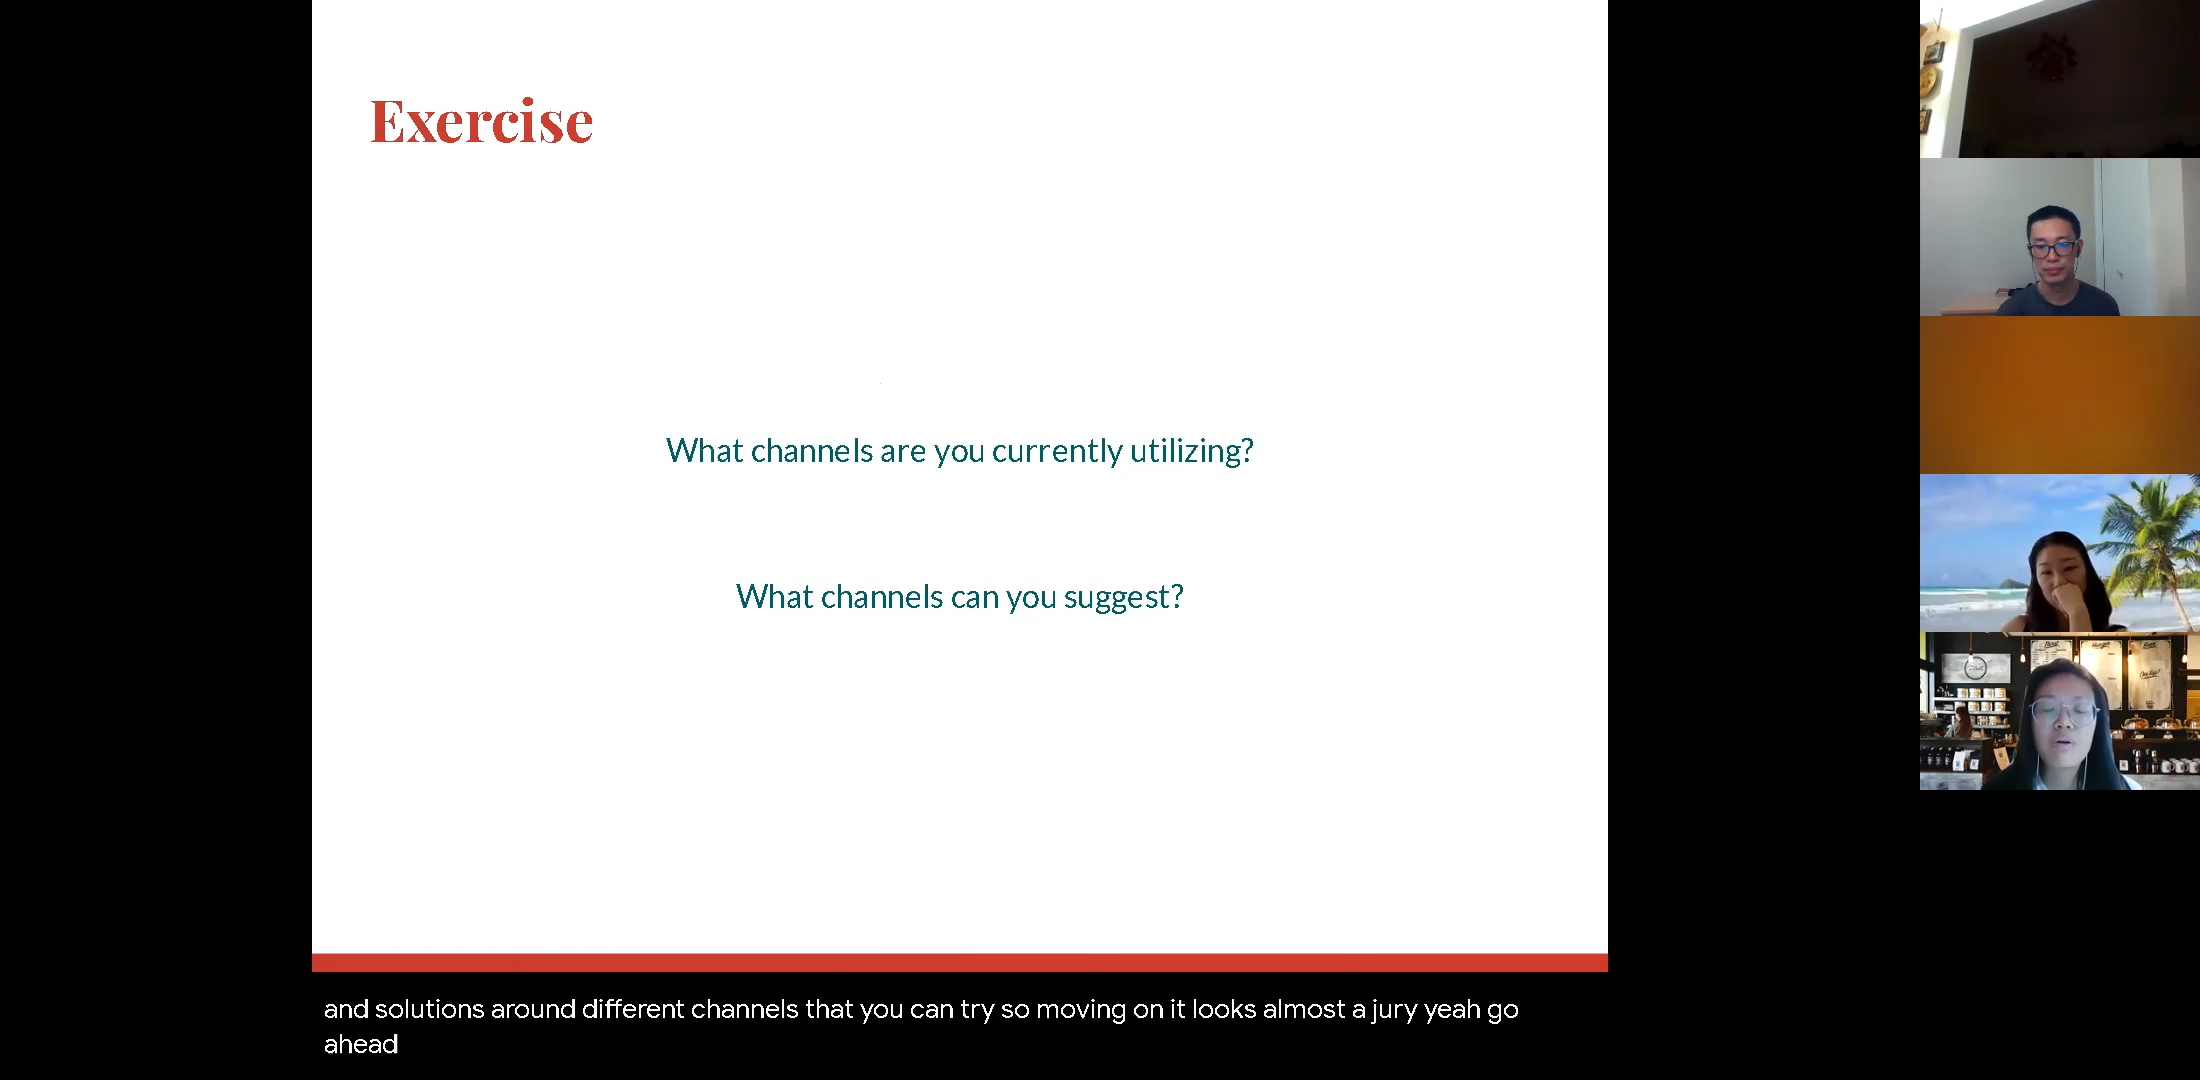 Exercise
What channels are you currently utilizing?
What channels can you suggest?
and solutions around different channels that you can try so moving on it looks almost a jury yeah go
ahead